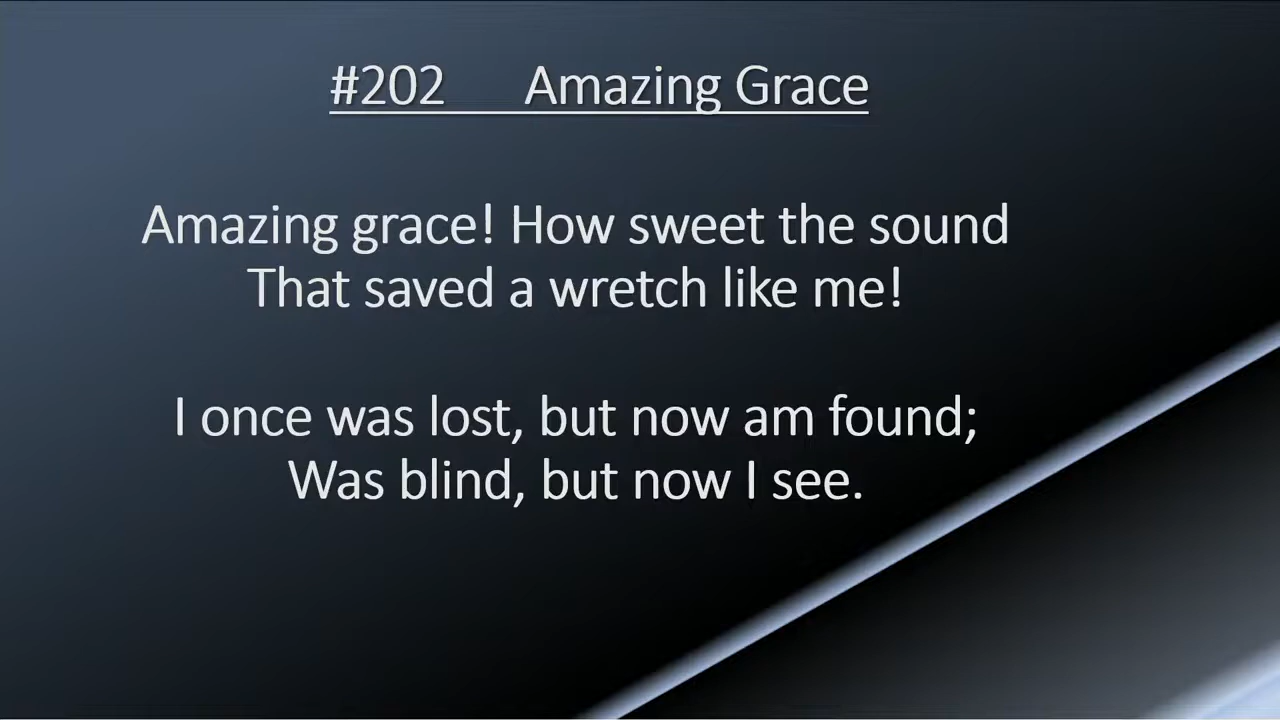 #202 Amazing Grace
Amazing grace! How sweet the sound
That saved a wretch like me!
I once was lost, but now am found;
Was blind, but now I see.